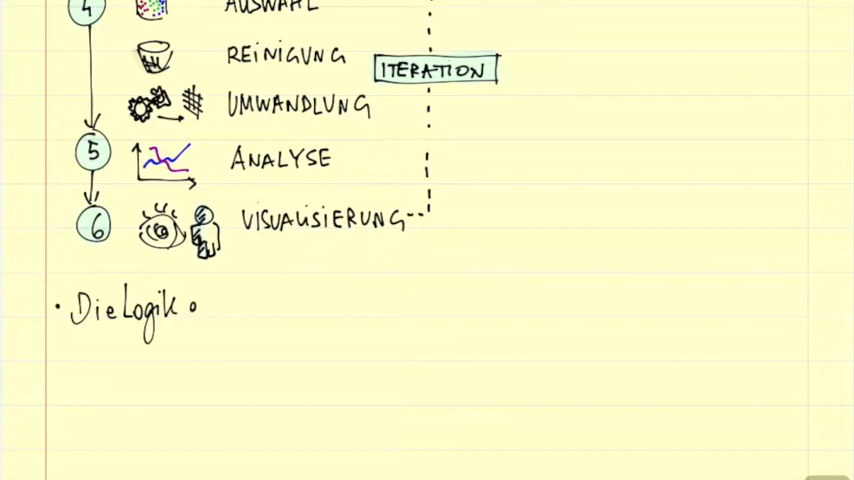 4 AUSWAHL
REINIGUNG
ITERATION
UMWANDLUNG
5 ANALYSE
6 VISUALISIERUNG
• Die Logik